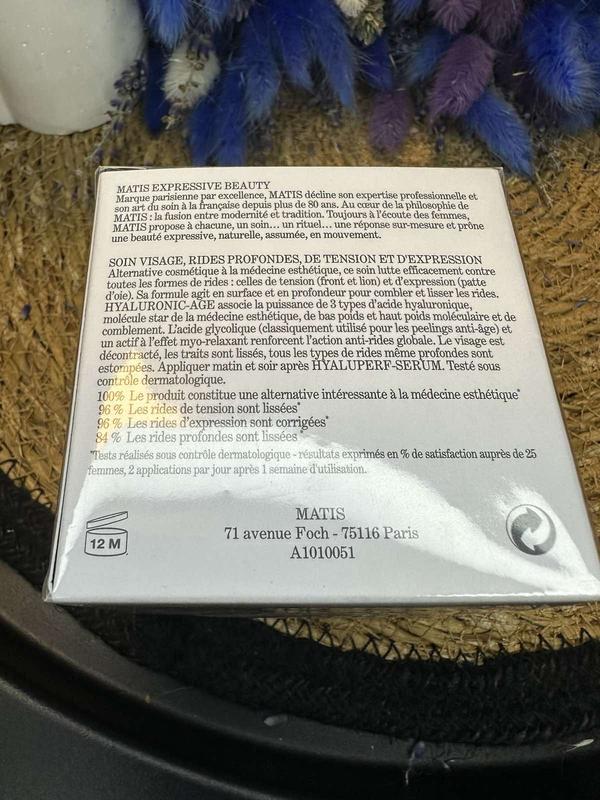 MATIS EXPRESSIVE BEAUTY
Marque parisienne par excellence, MATIS décline son expertise professionnelle et
son art du soin à la française depuis plus de 80 ans. Au cœur de la philosophie de
MATIS : la fusion entre modernité et tradition. Toujours à l'écoute des femmes,
MATIS propose à chacune, un soin... un rituel... une réponse sur-mesure et prône
une beauté expressive, naturelle, assumée, en mouvement.
SOIN VISAGE, RIDES PROFONDES, DE TENSION ET D'EXPRESSION
Alternative cosmétique à la médecine esthétique, ce soin lutte efficacement contre
toutes les formes de rides : celles de tension (front et lion) et d'expression (patte
d'oie). Sa formule agit en surface et en profondeur pour combler et lisser les rides.
HYALURONIC-AGE associe la puissance de 3 types d'acide hyaluronique,
molécule star de la médecine esthétique, de bas poids et haut poids moléculaire et de
comblement. L'acide glycolique (classiquement utilisé pour les peelings anti-âge) et
un actif à l'effet myo-relaxant renforcent l'action anti-rides globale. Le visage est
décontracté, les traits sont lissés, tous les types de rides même profondes sont
estompées. Appliquer matin et soir après HYALUPERF-SERUM. Testé sous
contrôle dermatologique.
100% Le produit constitue une alternative intéressante à la médecine esthétique*
96 % Les rides de tension sont lissées*
96 % Les rides d'expression sont corrigées*
84 % Les rides profondes sont lissées*
*Tests réalisés sous contrôle dermatologique - résultats exprimés en % de satisfaction auprès de 25
femmes, 2 applications par jour après 1 semaine d'utilisation.
MATIS
71 avenue Foch - 75116 Paris
A1010051
12 M